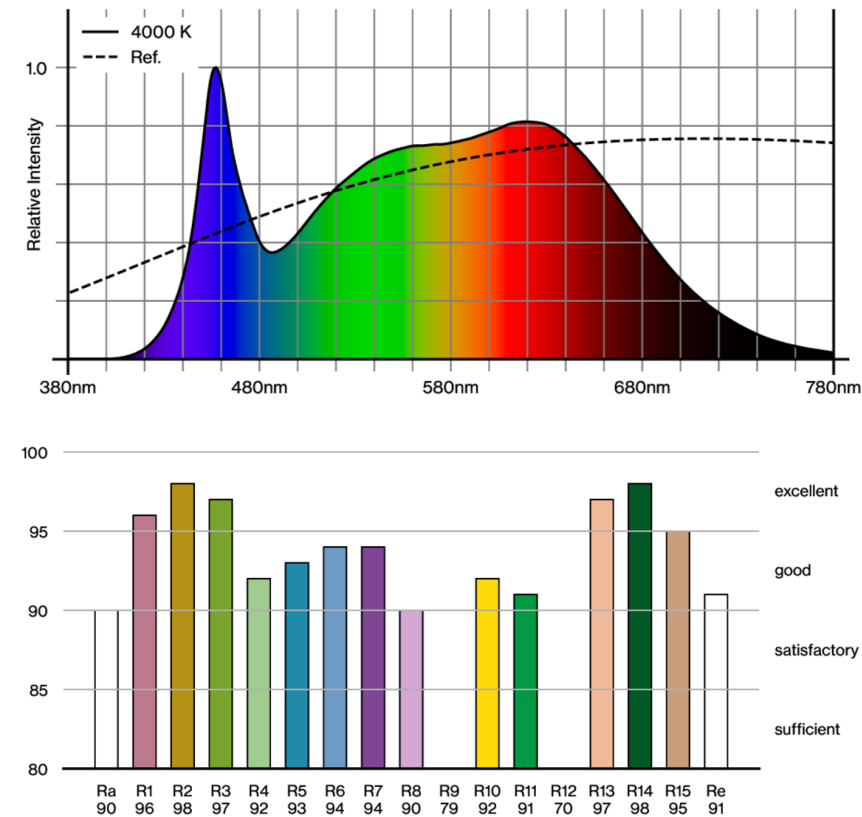 4000 K
Ref.
1.0
Relative Intensity
380nm 480nm 580nm 680nm 780nm
100
excellent
95
good
90
satisfactory
85
sufficient
80
Ra R1 R2 R3 R4 R5 R6 R7 R8 R9 R10 R11 R12 R13 R14 R15 Re
90 96 98 97 92 93 94 94 90 79 92 91 70 97 98 95 91